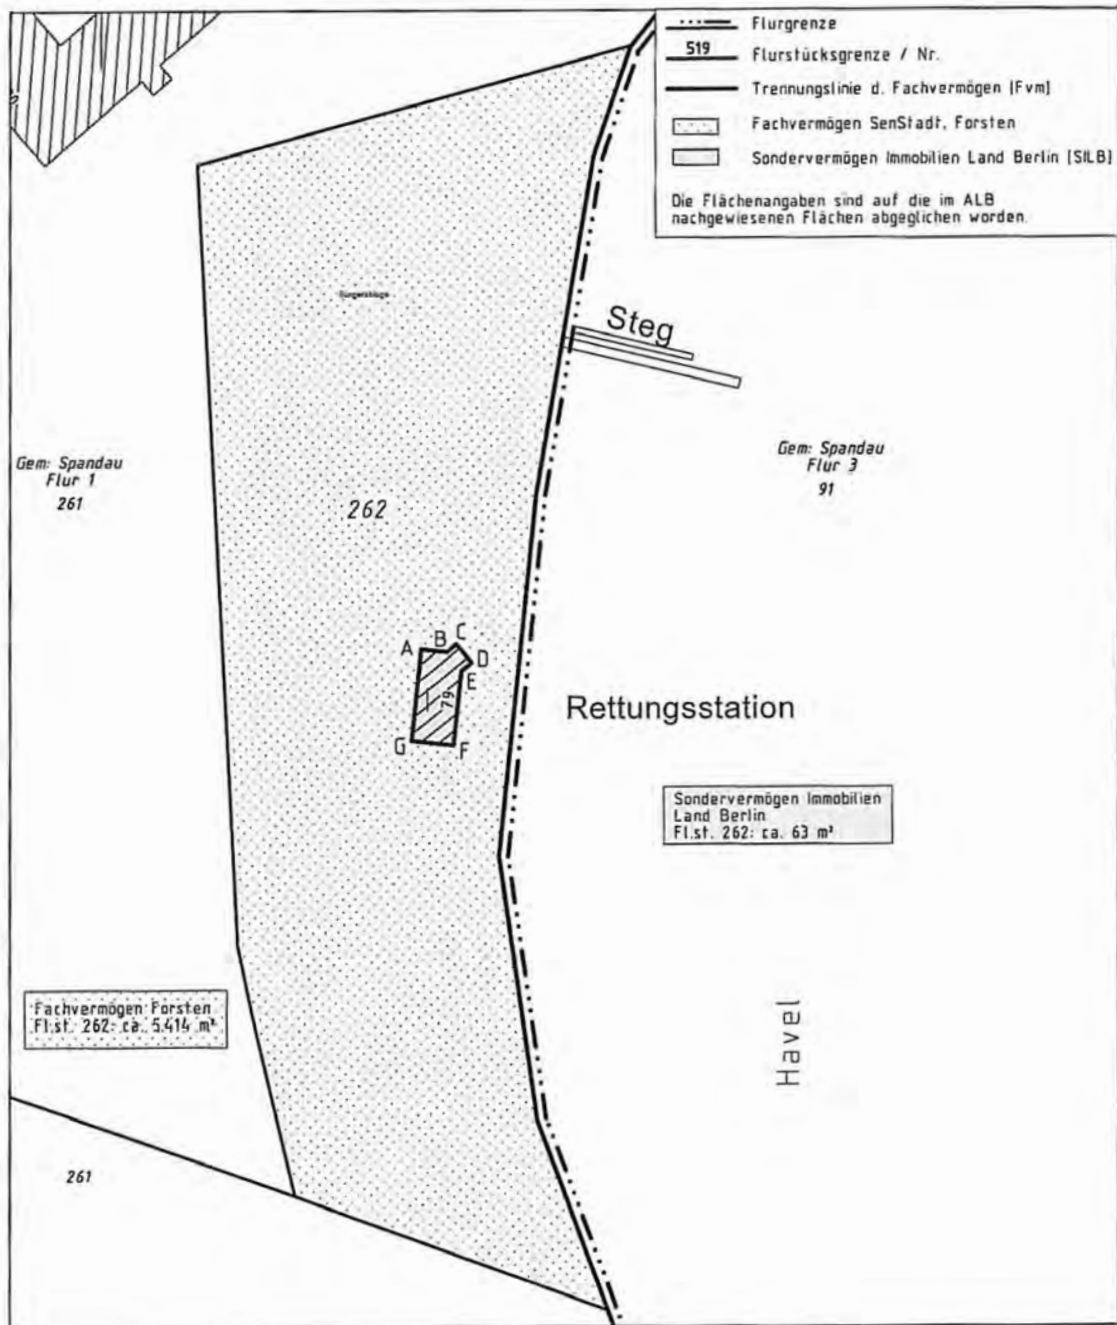 Flurgrenze
519
Flurstücksgrenze / Nr.
Trennungslinie d. Fachvermögen [Fvm]
Fachvermögen SenStadt, Forsten
Sondervermögen Immobilien Land Berlin [SILB]
Die Flächenangaben sind auf die im ALB
nachgewiesenen Flächen abgeglichen worden.
Steg
Gem: Spandau
Flur 1
261
Gem: Spandau
Flur 3
91
262
A
B
C
D
E
F
G
79
Rettungsstation
Sondervermögen Immobilien
Land Berlin
Fl.st. 262: ca. 63 m²
Fachvermögen Forsten
Fl.st. 262: ca. 5.414 m²
Havel
261